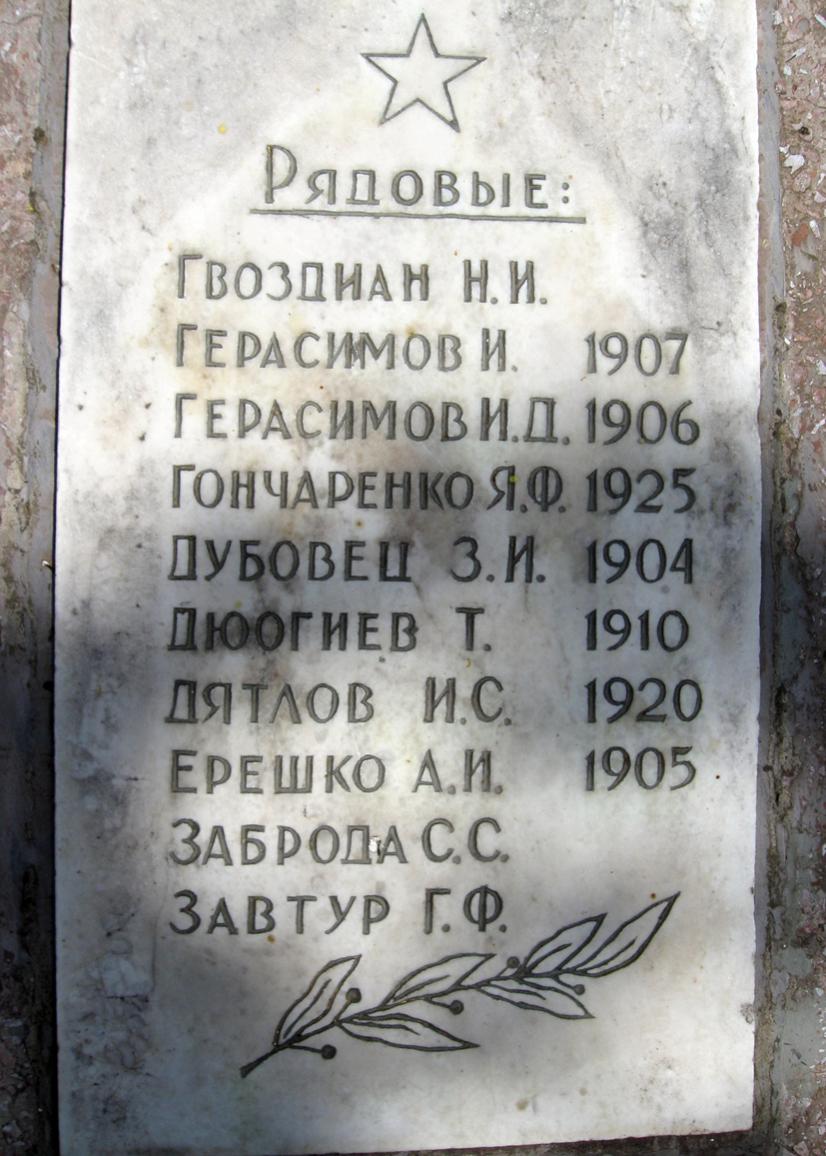 Рядовые:
Гвоздиан Н.И.
Герасимов И. 1907
Герасимов И.Д. 1906
Гончаренко Я.Ф. 1925
Дубовец З.И. 1904
Дюогиев Т. 1910
Дятлов И.С. 1920
Ерешко А.И. 1905
Заброда С.С.
Завтур Г.Ф.